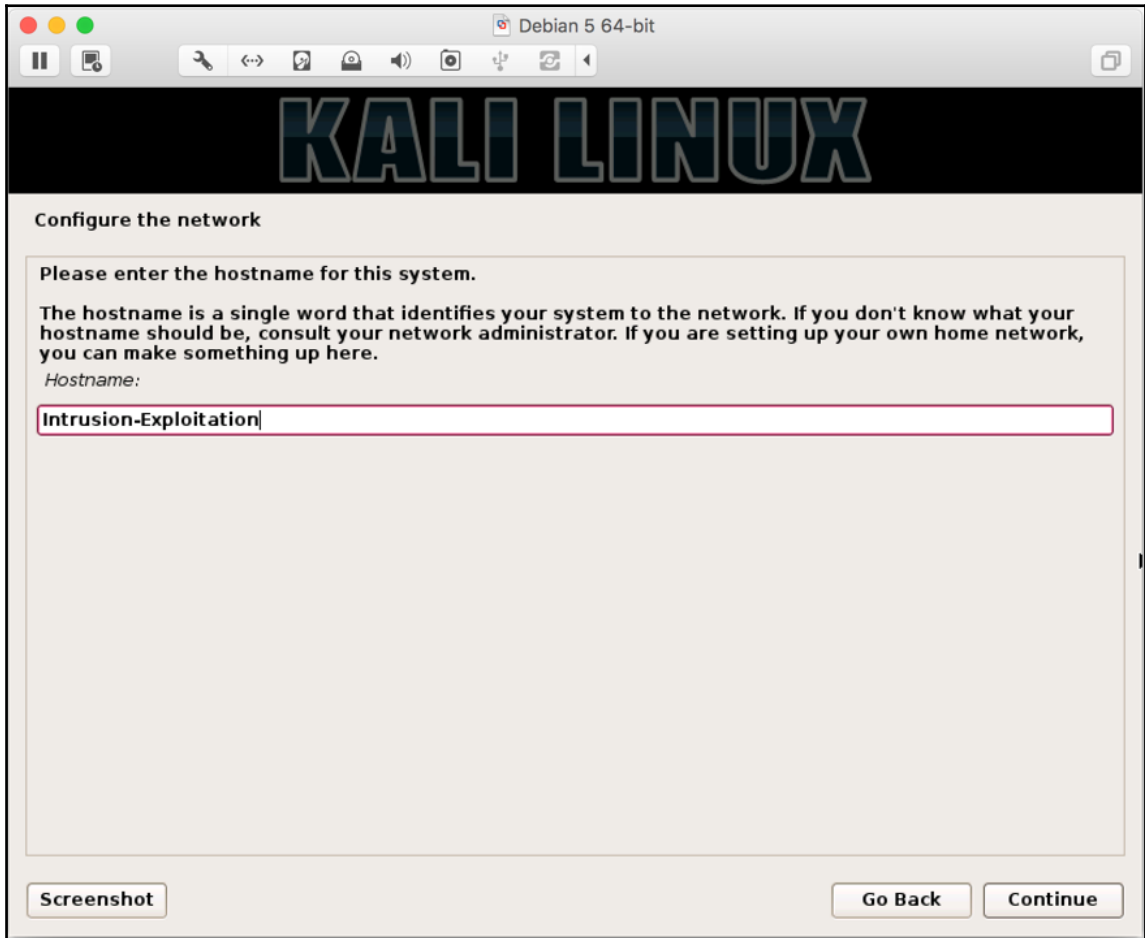 Debian 5 64-bit
KALI LINUX
Configure the network
Please enter the hostname for this system.
The hostname is a single word that identifies your system to the network. If you don't know what your
hostname should be, consult your network administrator. If you are setting up your own home network,
you can make something up here.
Hostname:
Intrusion-Exploitation
Screenshot
Go Back
Continue